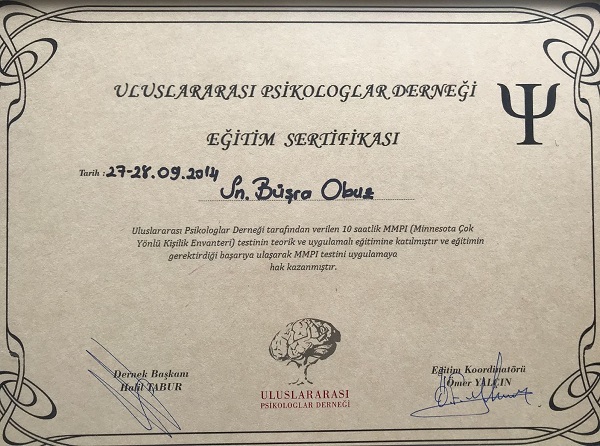 ULUSLARARASI PSİKOLOGLAR DERNEĞİ
Ψ
EĞİTİM SERTİFİKASI
Tarih : 27-28.09.2014
Sn. Büşra Obuz
Uluslararası Psikologlar Derneği tarafından verilen 10 saatlik MMPI (Minnesota Çok
Yönlü Kişilik Envanteri) testinin teorik ve uygulamalı eğitimine katılmıştır ve eğitimin
gerektirdiği başarıya ulaşarak MMPI testini uygulamaya
hak kazanmıştır.
Dernek Başkanı
Halil TABUR
ULUSLARARASI
PSİKOLOGLAR DERNEĞİ
Eğitim Koordinatörü
Ömer YALÇIN